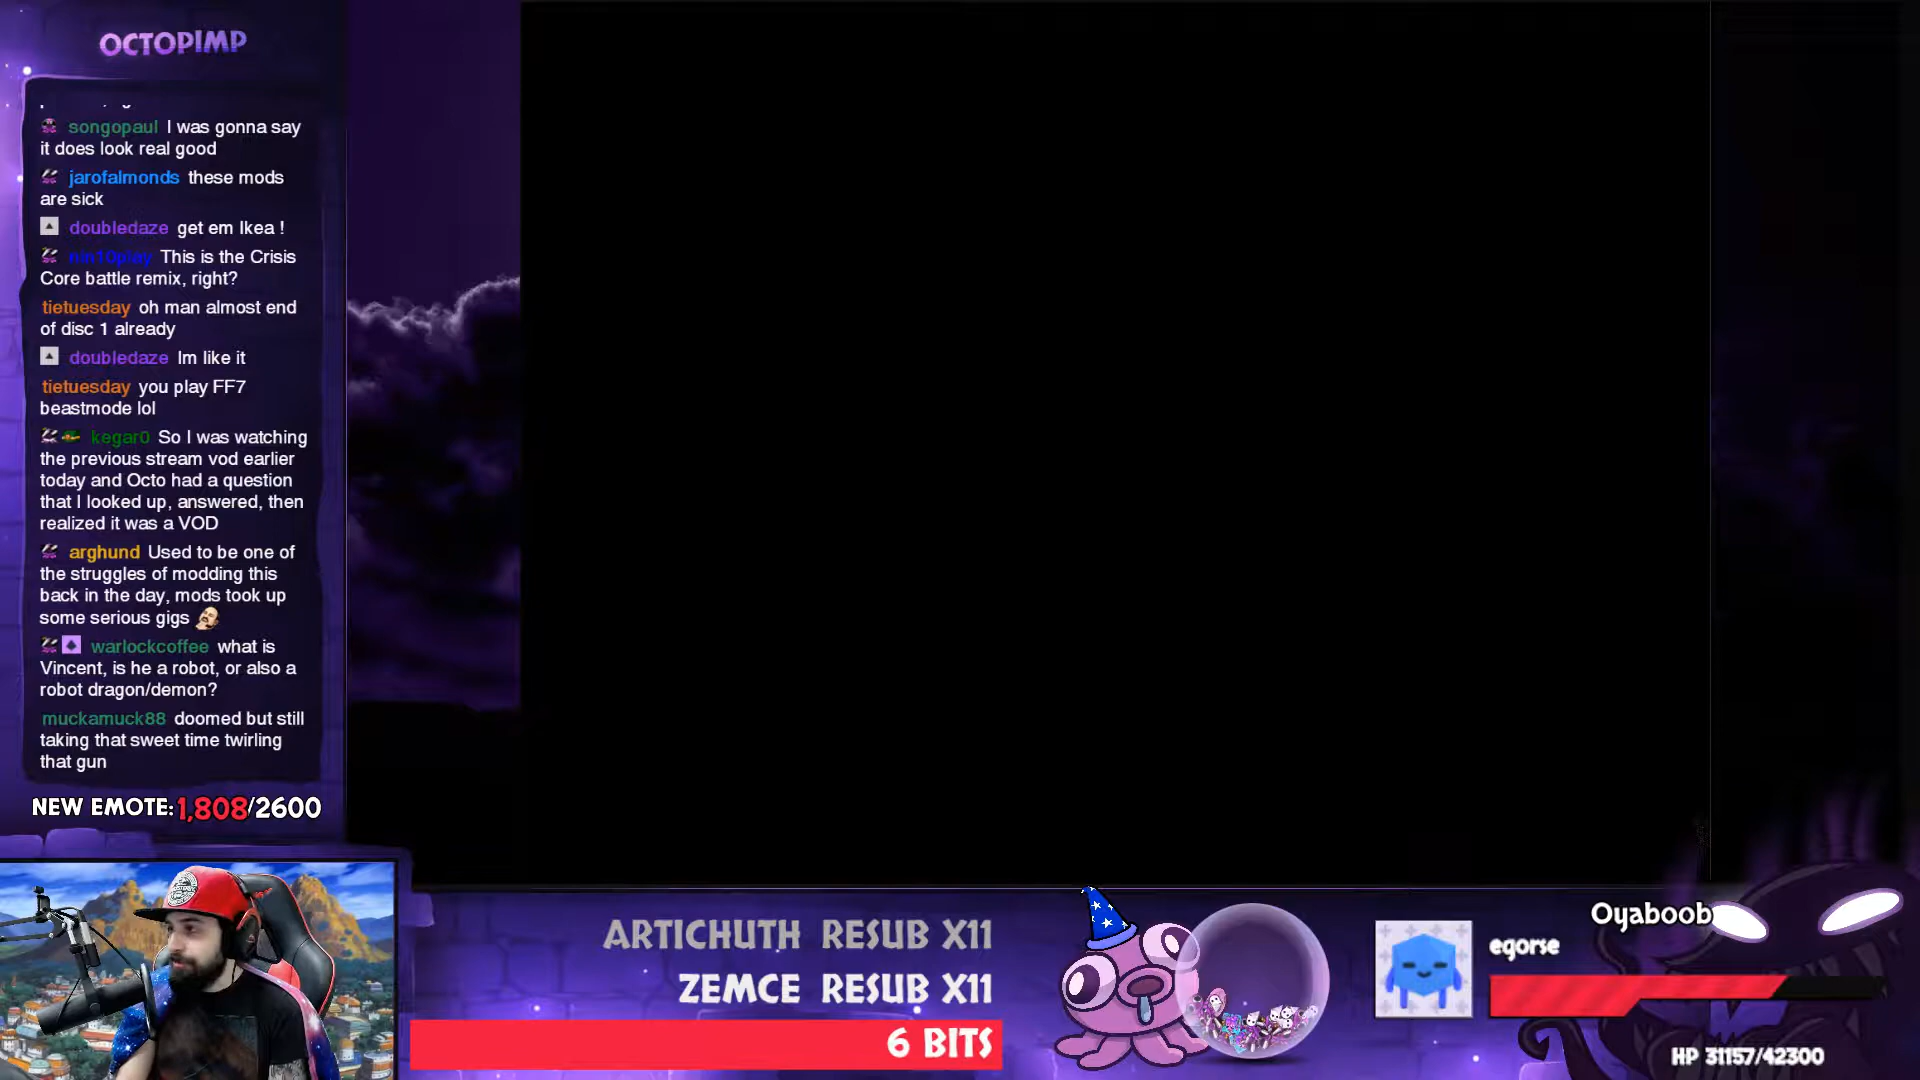 OCTOPIMP
songopaul I was gonna say
it does look real good
jarofalmonds these mods
are sick
doubledaze get em Ikea !
nin10play This is the Crisis
Core battle remix, right?
tietuesday oh man almost end
of disc 1 already
doubledaze Im like it
tietuesday you play FF7
beastmode lol
kegar0 So I was watching
the previous stream vod earlier
today and Octo had a question
that I looked up, answered, then
realized it was a VOD
arghund Used to be one of
the struggles of modding this
back in the day, mods took up
some serious gigs
warlockcoffee what is
Vincent, is he a robot, or also a
robot dragon/demon?
muckamuck88 doomed but still
taking that sweet time twirling
that gun
NEW EMOTE: 1,808/2600
ARTICHUTH RESUB X11
ZEMCE RESUB X11
6 BITS
Oyaboob
egorse
HP 31157/42300